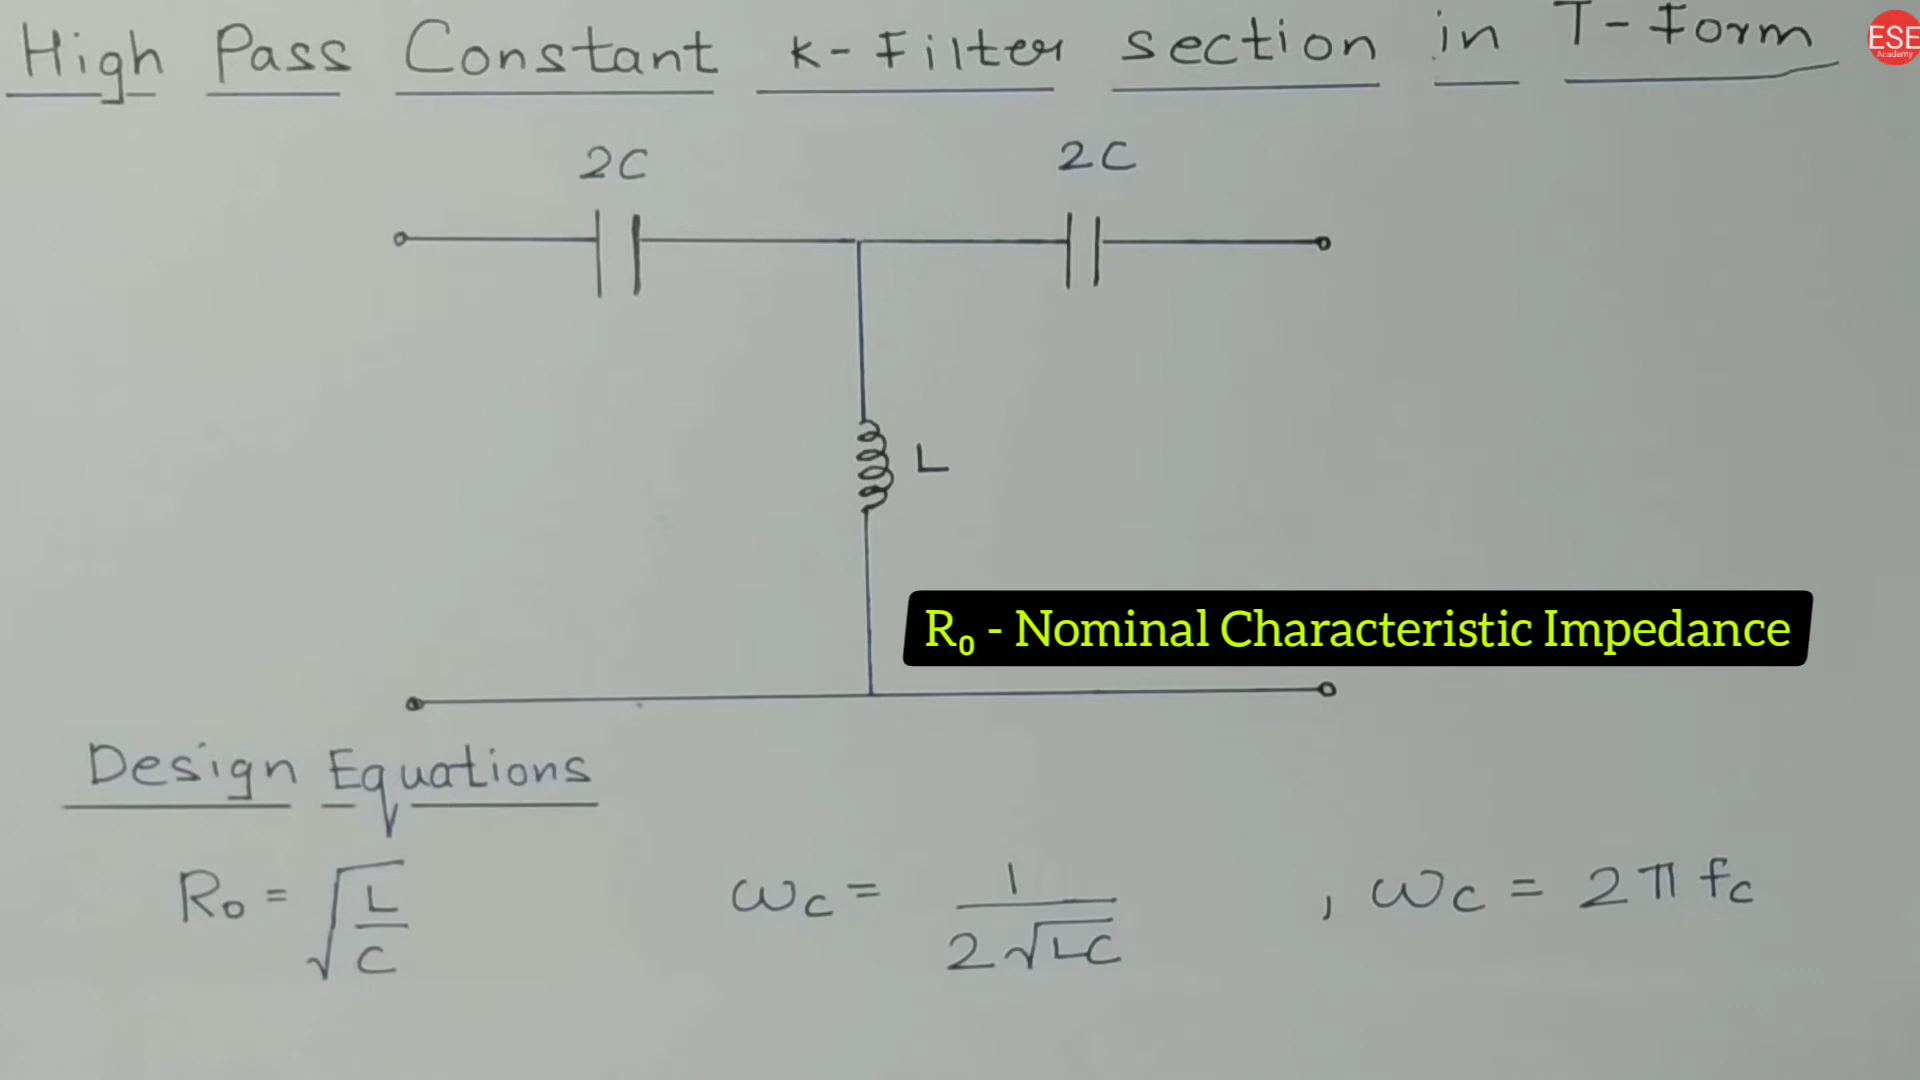 High Pass Constant K-Filter section in T-Form
ESE
Academy
2C
2C
L
R₀ - Nominal Characteristic Impedance
Design Equations
R₀ = √(L/C)
ωc = 1/(2√LC) , ωc = 2π fc